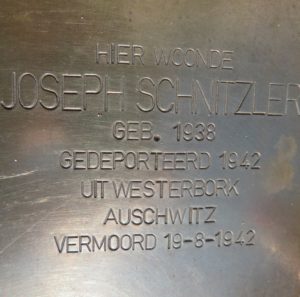 HIER WOONDE
JOSEPH SCHNITZLER
GEB. 1938
GEDEPORTEERD 1942
UIT WESTERBORK
AUSCHWITZ
VERMOORD 19-8-1942